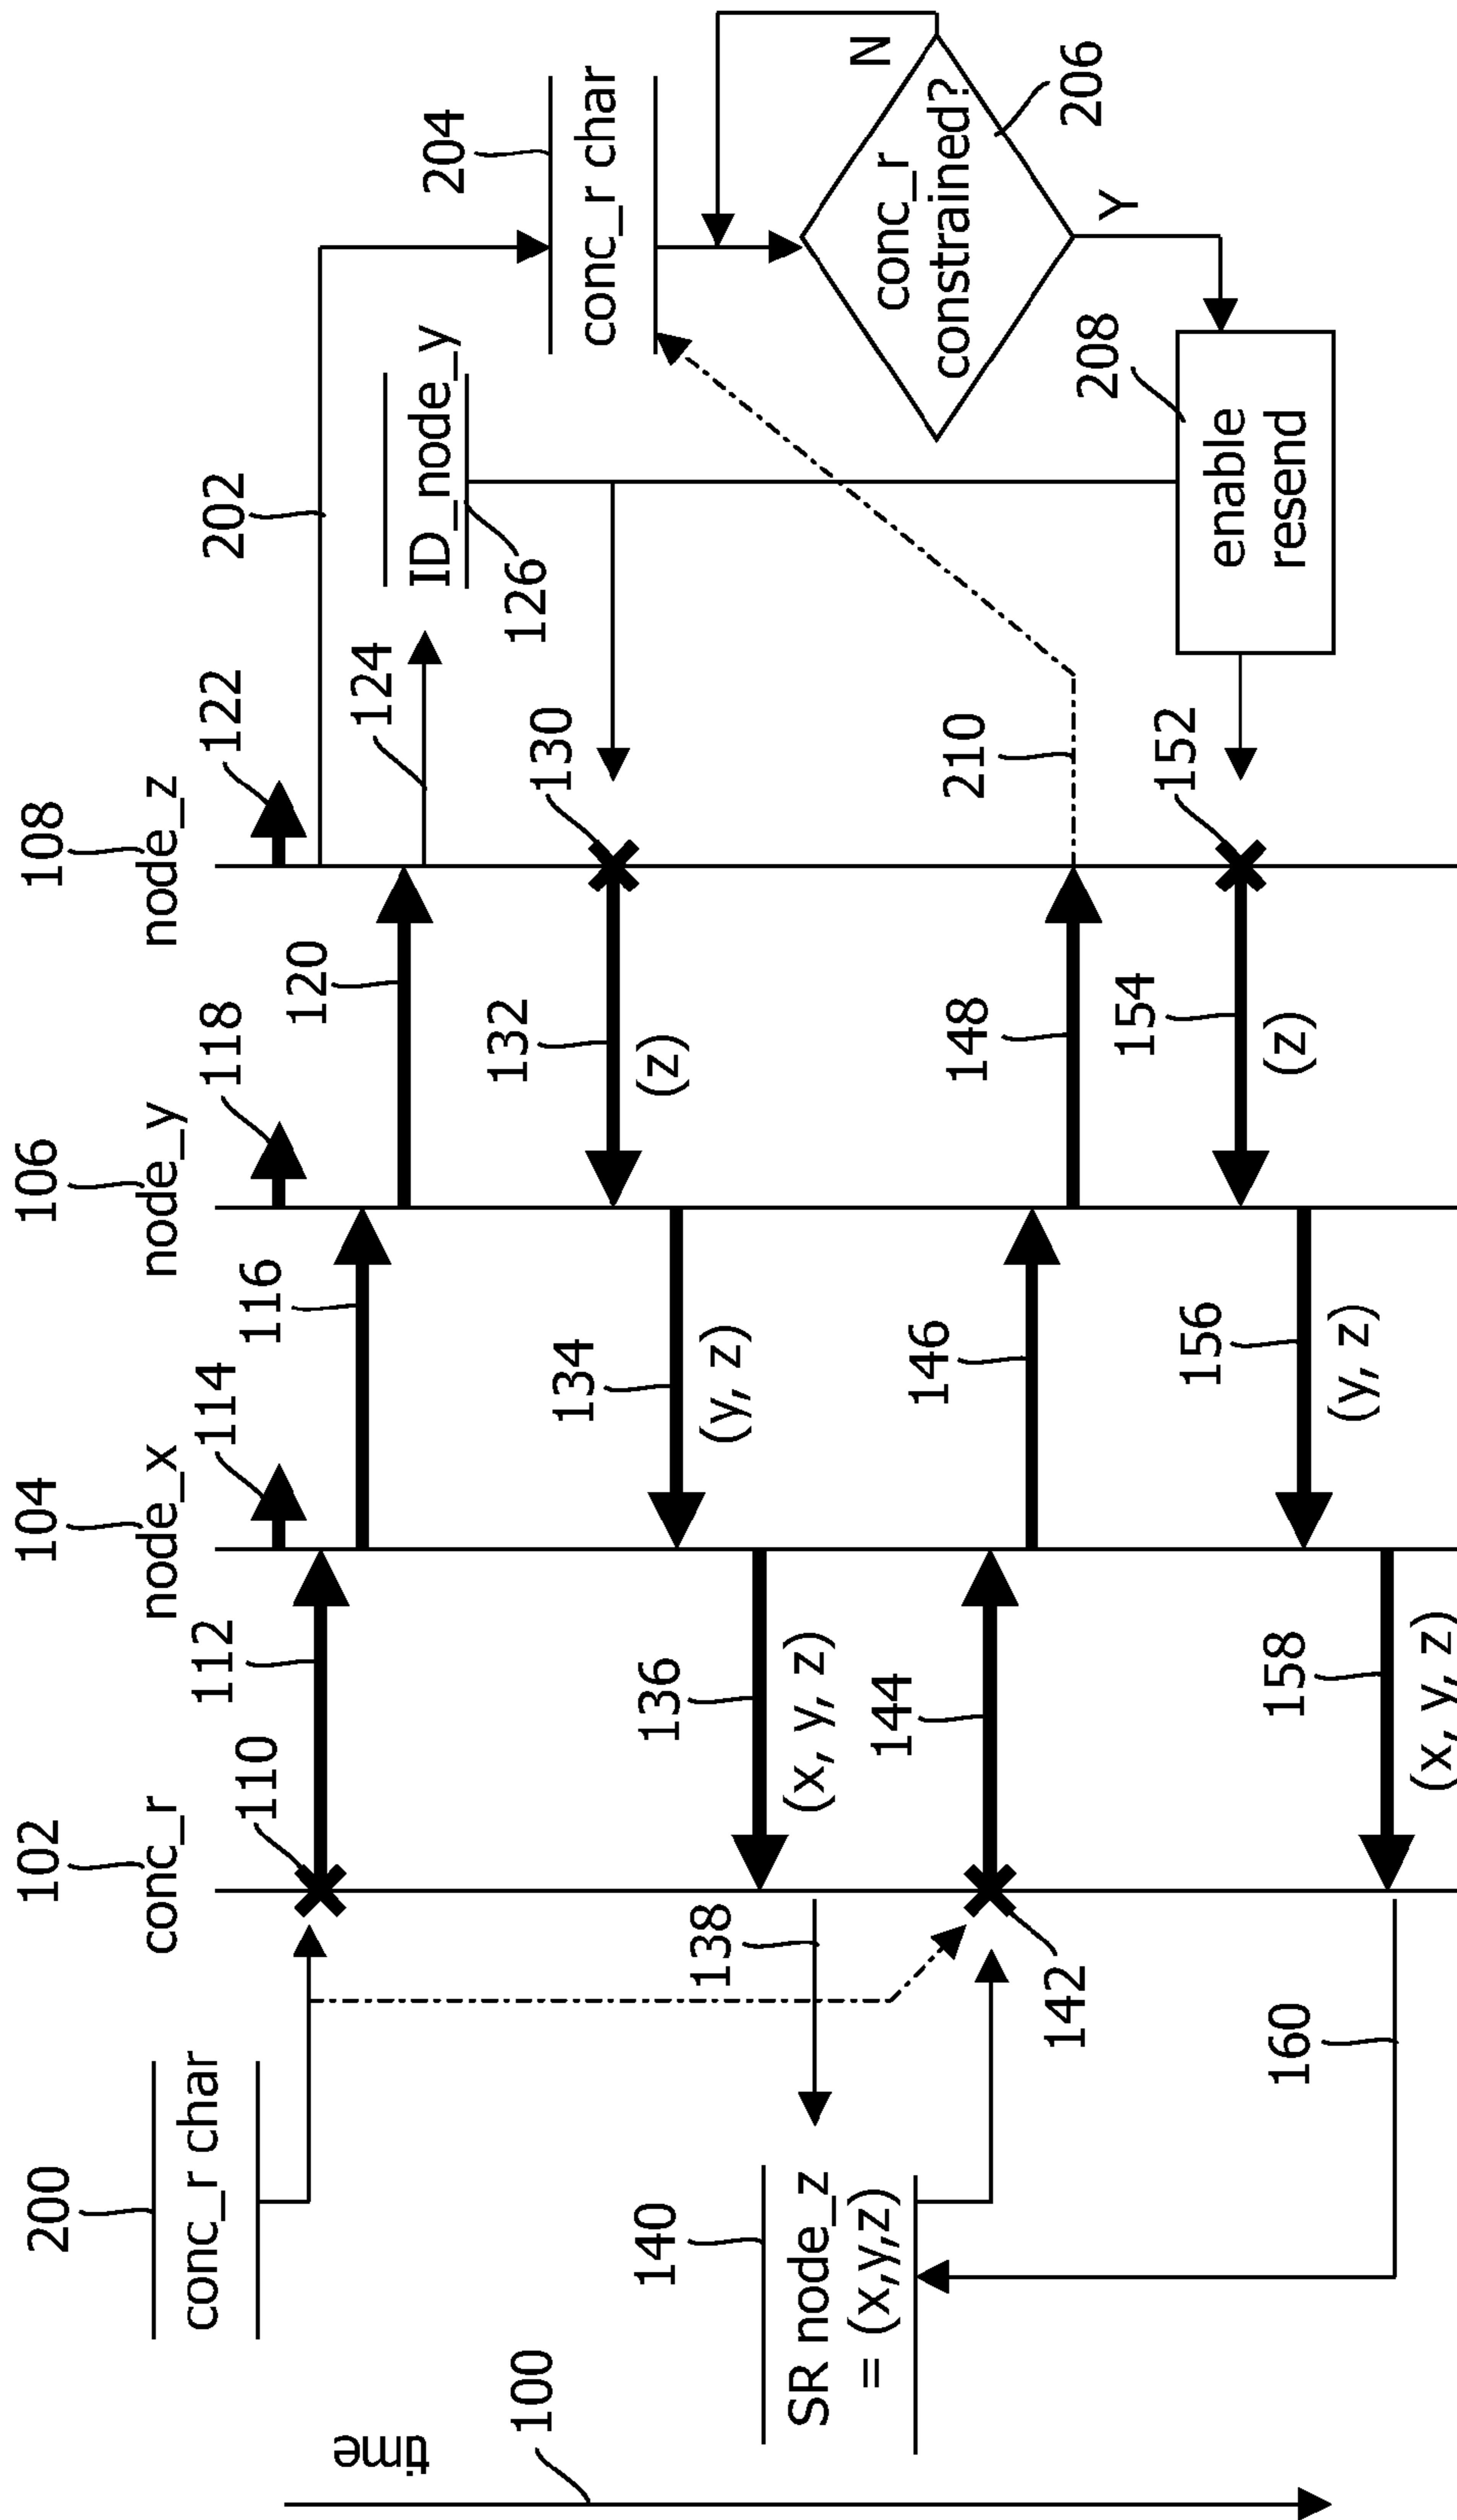 102
conc_r
104
node_x
106
node_y
108
node_z
time
100
200
conc_r char
110
112
114
116
118
120
122
202
124
ID_node_y
126
204
conc_r char
130
132
(z)
134
(y, z)
136
(x, y, z)
138
140
SR node_z
= (x,y,z)
142
144
146
148
210
conc_r
constrained?
206
N
Y
208
enable
resend
152
154
(z)
156
(y, z)
158
(x, y, z)
160